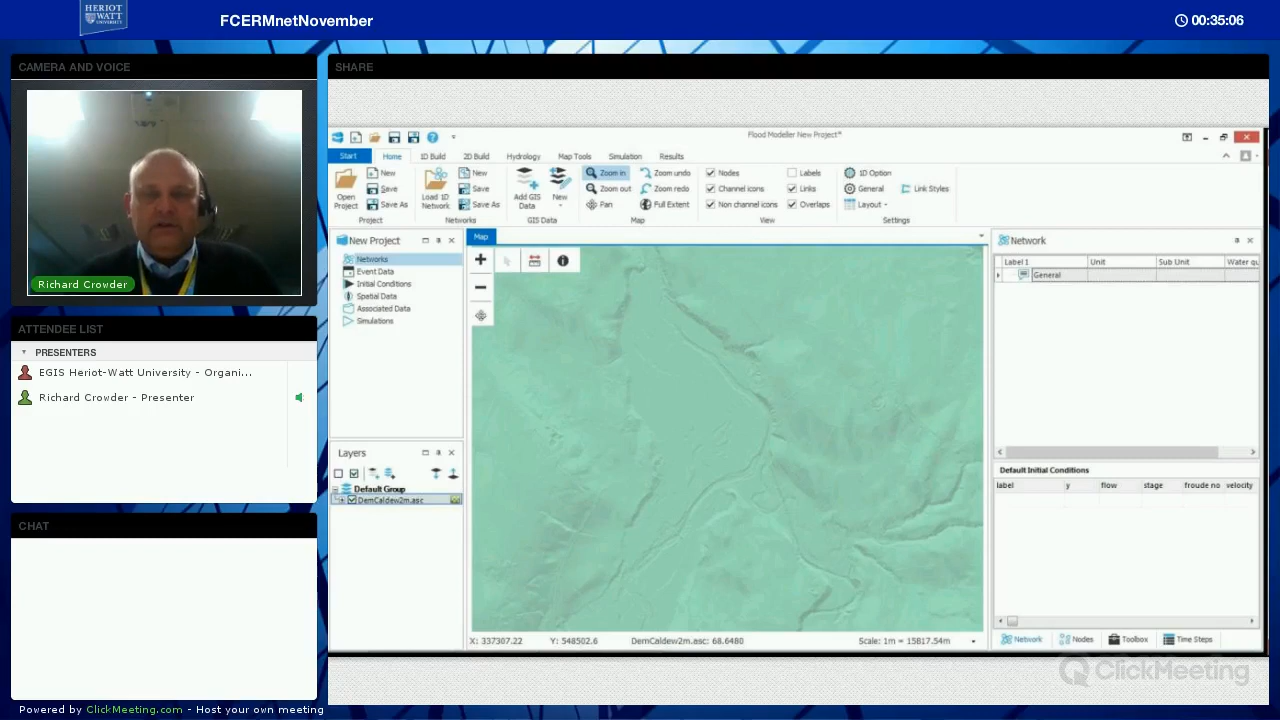 HERIOT
WATT
UNIVERSITY
FCERMnetNovember
00:35:06
CAMERA AND VOICE
Richard Crowder
ATTENDEE LIST
PRESENTERS
EGIS Heriot-Watt University - Organi...
Richard Crowder - Presenter
CHAT
Powered by ClickMeeting.com - Host your own meeting
SHARE
Flood Modeller New Project*
Start Home 1D Build 2D Build Hydrology Map Tools Simulation Results
Open Project
New
Save
Save As
Project
Load 1D Network
New
Save
Save As
Networks
Add GIS Data
New
GIS Data
Zoom in
Zoom out
Pan
Zoom undo
Zoom redo
Full Extent
Map
Nodes
Channel icons
Non channel icons
Labels
Links
Overlaps
View
1D Option
General
Layout
Link Styles
Settings
New Project
Networks
Event Data
Initial Conditions
Spatial Data
Associated Data
Simulations
Layers
Default Group
DemCaldew2m.asc
Map
X: 337307.22 Y: 548502.6 DemCaldew2m.asc: 68.6480 Scale: 1m = 15817.54m
Network
Label 1 Unit Sub Unit Water qu
General
Default Initial Conditions
label y flow stage froude no velocity
Network Nodes Toolbox Time Steps
ClickMeeting